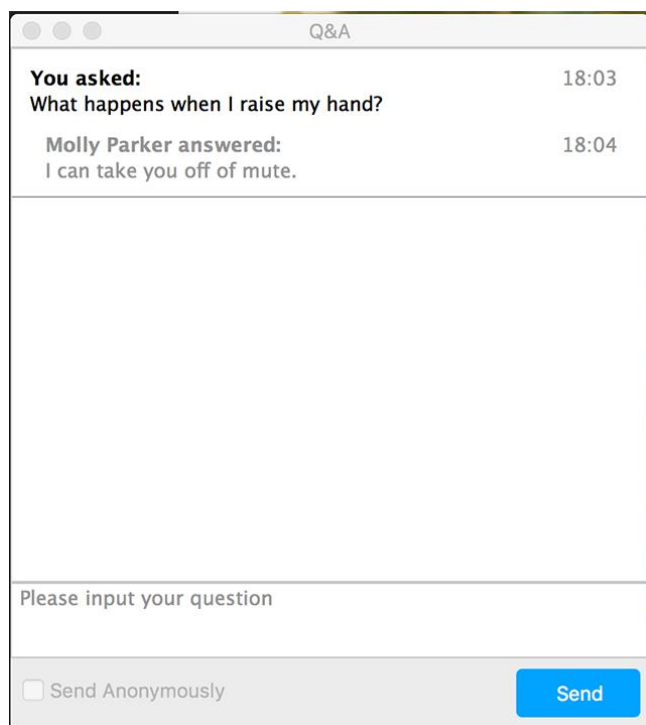 Q&A
You asked: 18:03
What happens when I raise my hand?
Molly Parker answered: 18:04
I can take you off of mute.
Please input your question
Send Anonymously Send